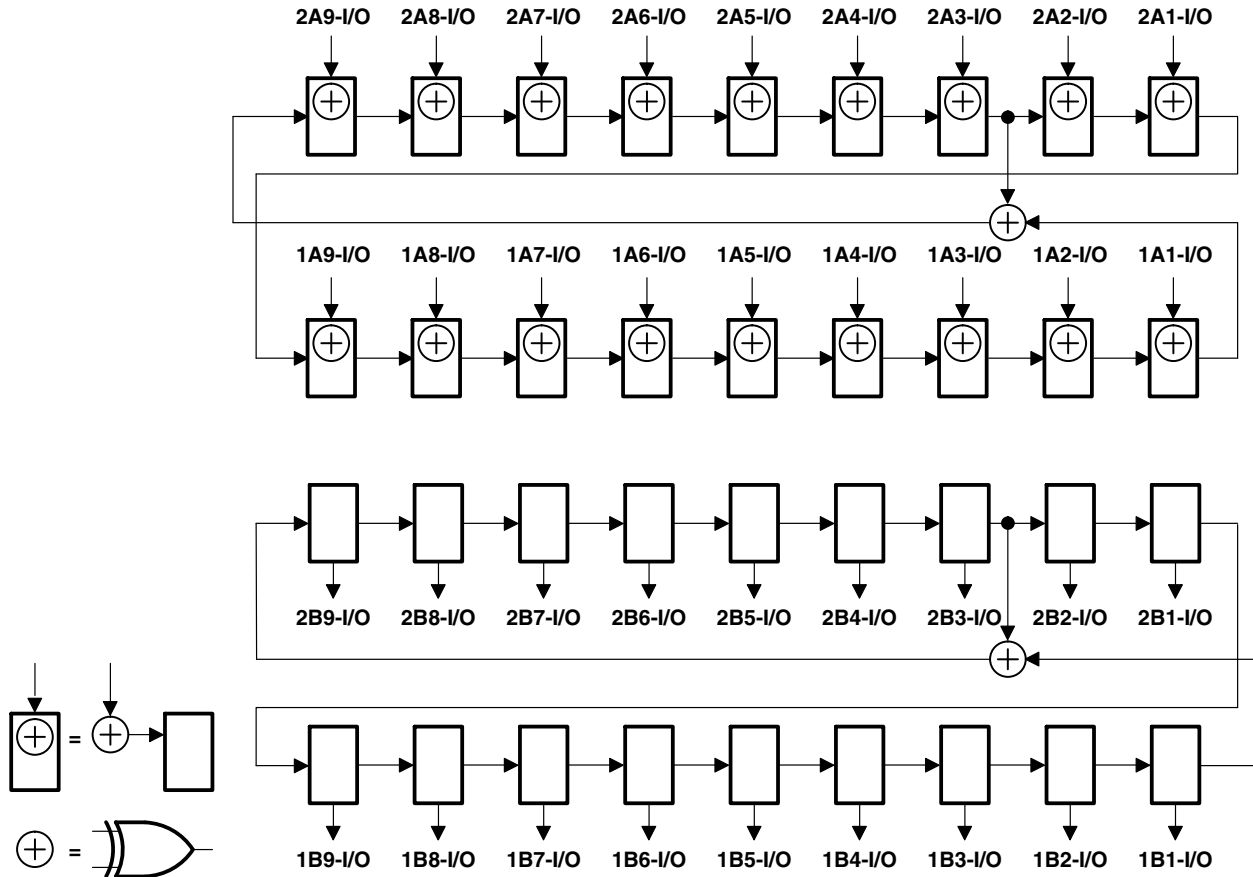 2A9-I/O 2A8-I/O 2A7-I/O 2A6-I/O 2A5-I/O 2A4-I/O 2A3-I/O 2A2-I/O 2A1-I/O
1A9-I/O 1A8-I/O 1A7-I/O 1A6-I/O 1A5-I/O 1A4-I/O 1A3-I/O 1A2-I/O 1A1-I/O
2B9-I/O 2B8-I/O 2B7-I/O 2B6-I/O 2B5-I/O 2B4-I/O 2B3-I/O 2B2-I/O 2B1-I/O
=
=
1B9-I/O 1B8-I/O 1B7-I/O 1B6-I/O 1B5-I/O 1B4-I/O 1B3-I/O 1B2-I/O 1B1-I/O